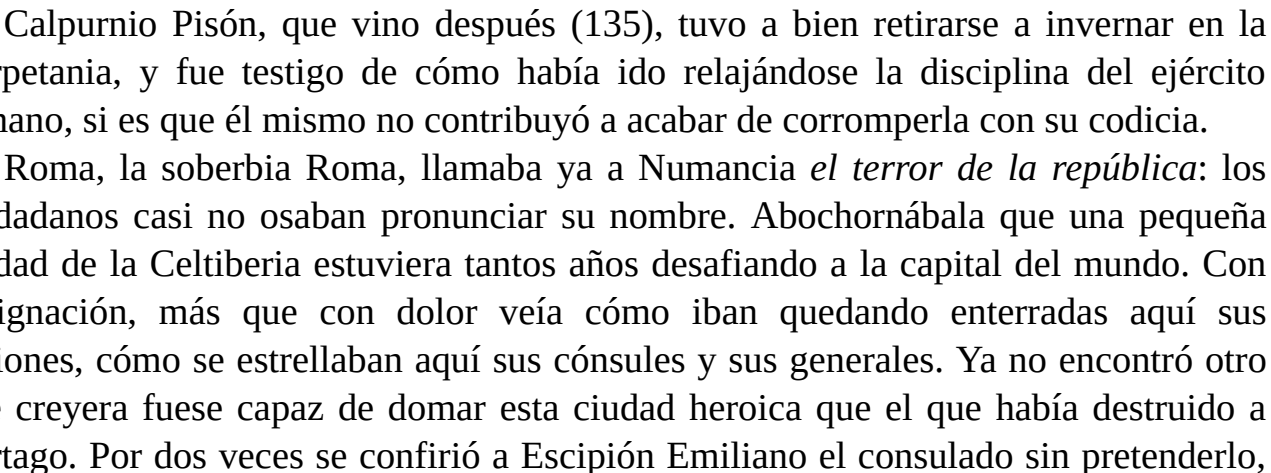 Calpurnio Pisón, que vino después (135), tuvo a bien retirarse a invernar en la
rpetania, y fue testigo de cómo había ido relajándose la disciplina del ejército
nano, si es que él mismo no contribuyó a acabar de corromperla con su codicia.
Roma, la soberbia Roma, llamaba ya a Numancia el terror de la república: los
dadanos casi no osaban pronunciar su nombre. Abochornábala que una pequeña
dad de la Celtiberia estuviera tantos años desafiando a la capital del mundo. Con
ignación, más que con dolor veía cómo iban quedando enterradas aquí sus
iones, cómo se estrellaban aquí sus cónsules y sus generales. Ya no encontró otro
creyera fuese capaz de domar esta ciudad heroica que el que había destruido a
rtago. Por dos veces se confirió a Escipión Emiliano el consulado sin pretenderlo,